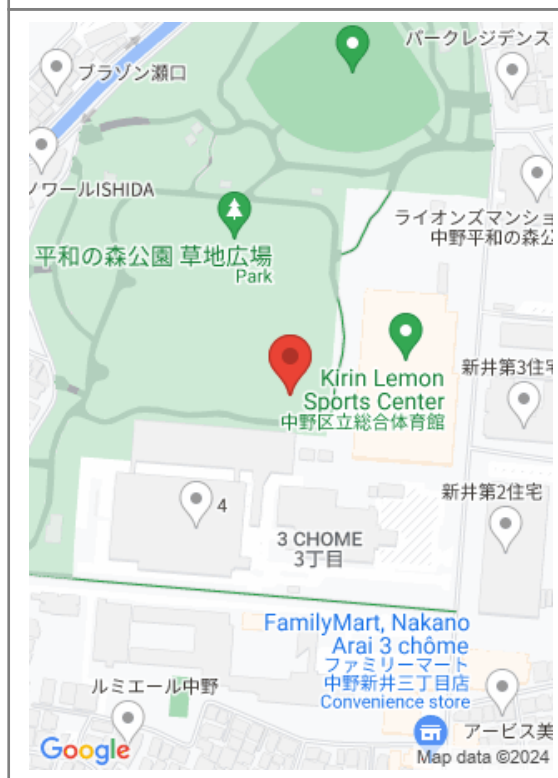 パークレジデンス
ブラゾン瀬口
ノワールISHIDA
ライオンズマンショ
中野平和の森公
平和の森公園 草地広場
Park
新井第3住宅
Kirin Lemon
Sports Center
中野区立総合体育館
新井第2住宅
4
3 CHOME
3丁目
FamilyMart, Nakano
Arai 3 chôme
ファミリーマート
中野新井三丁目店
Convenience store
ルミエール中野
アービス美
Google
Map data ©2024